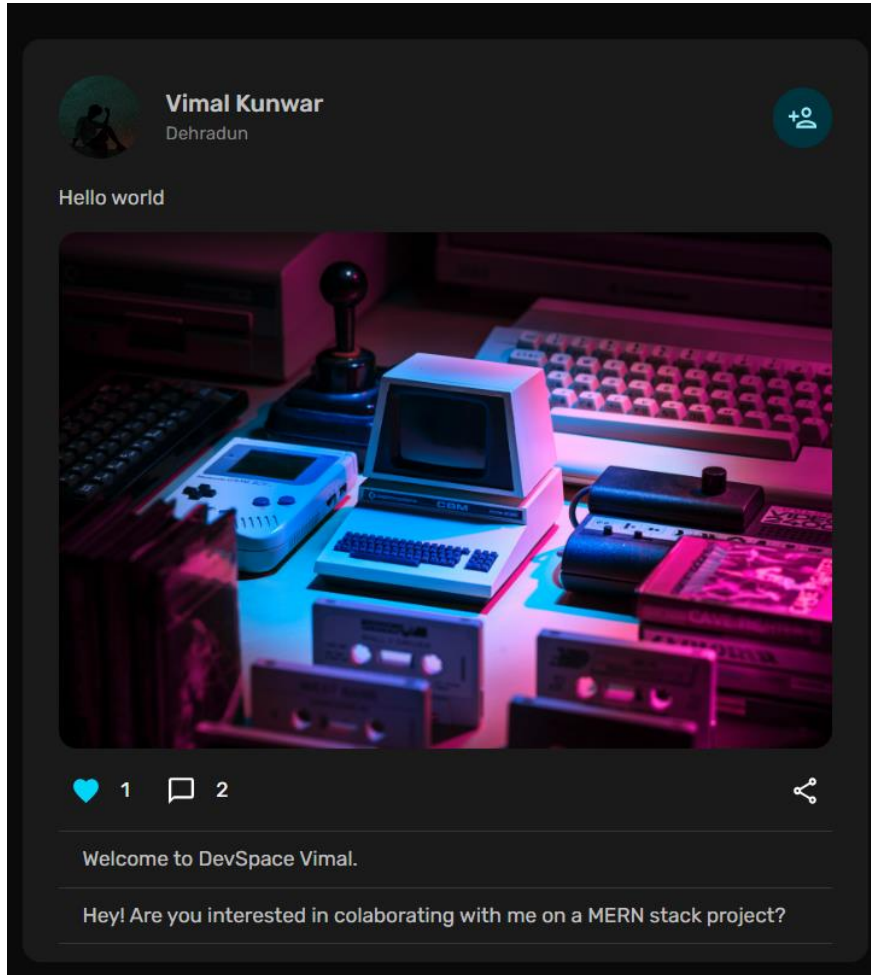 Vimal Kunwar
Dehradun
Hello world
CBM
1
2
Welcome to DevSpace Vimal.
Hey! Are you interested in colaborating with me on a MERN stack project?